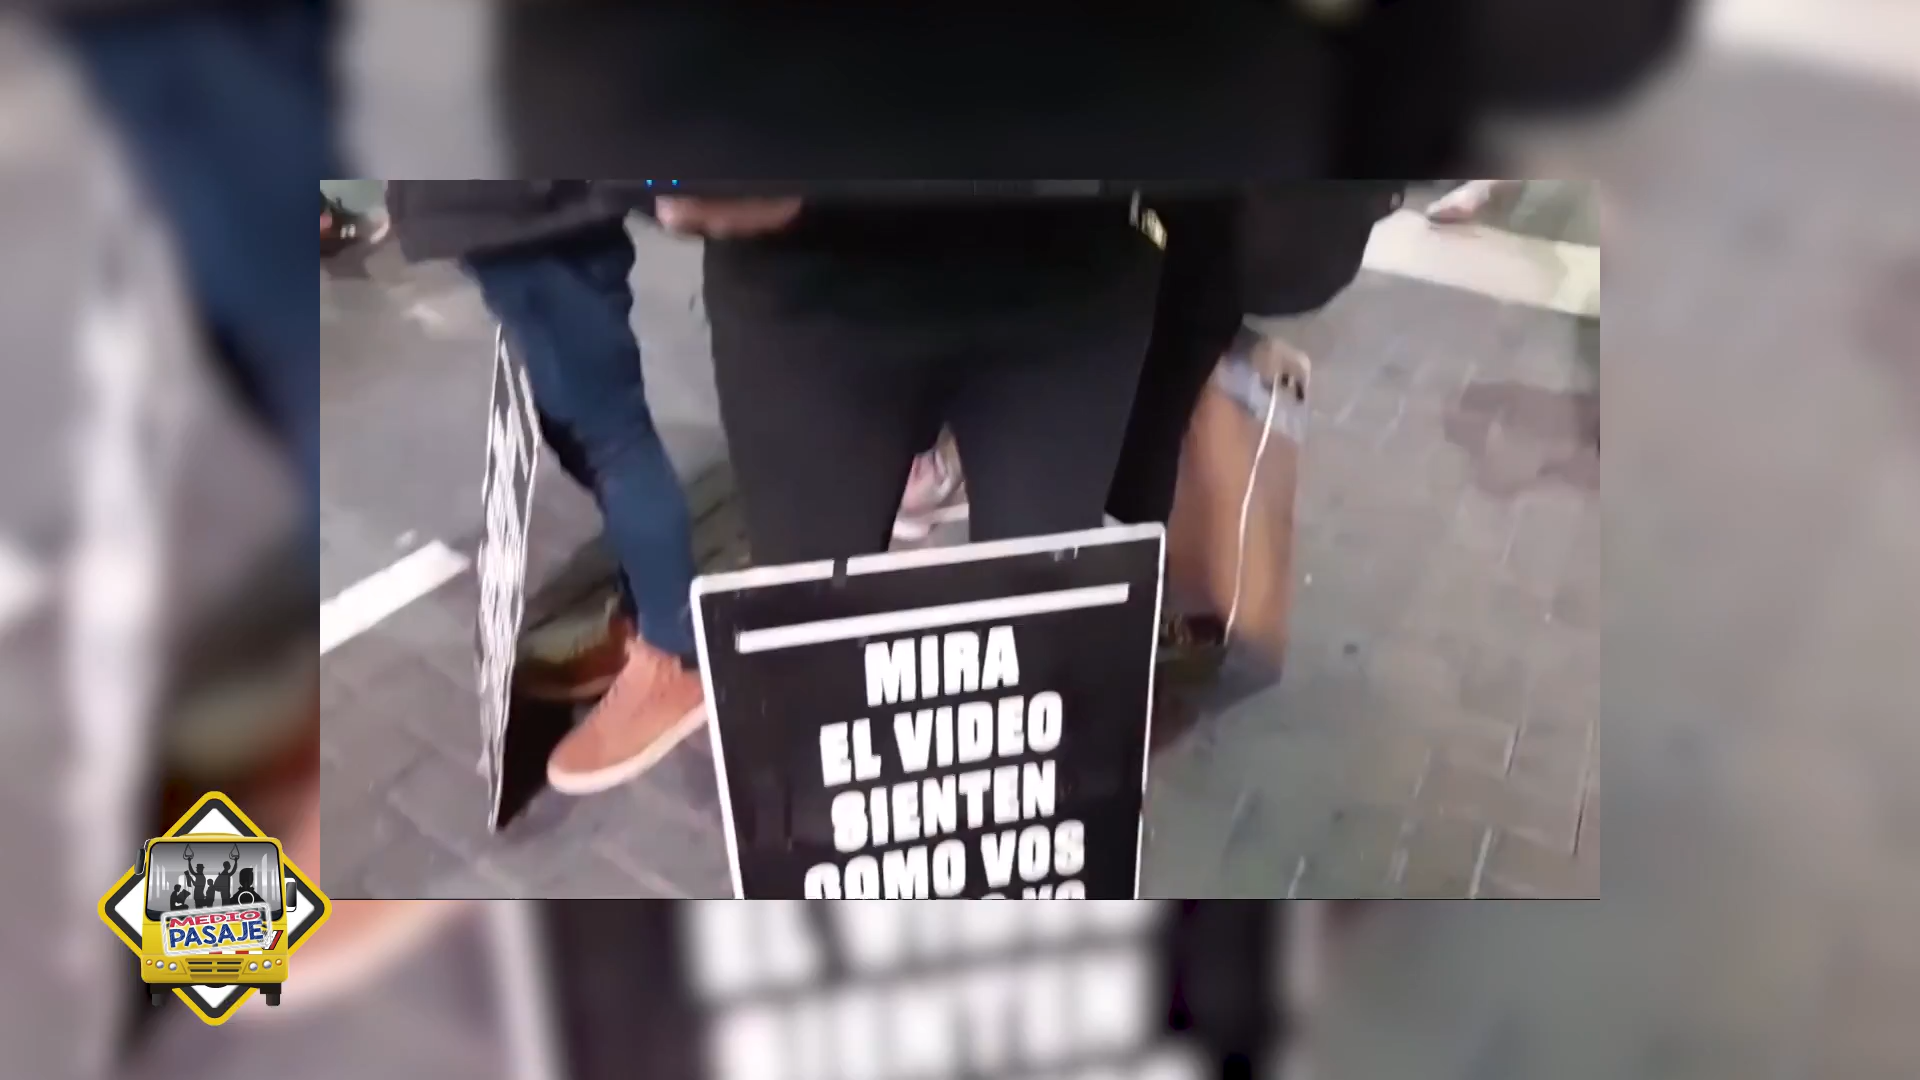 MIRA
EL VIDEO
SIENTEN
COMO VOS
MEDIO
PASAJE